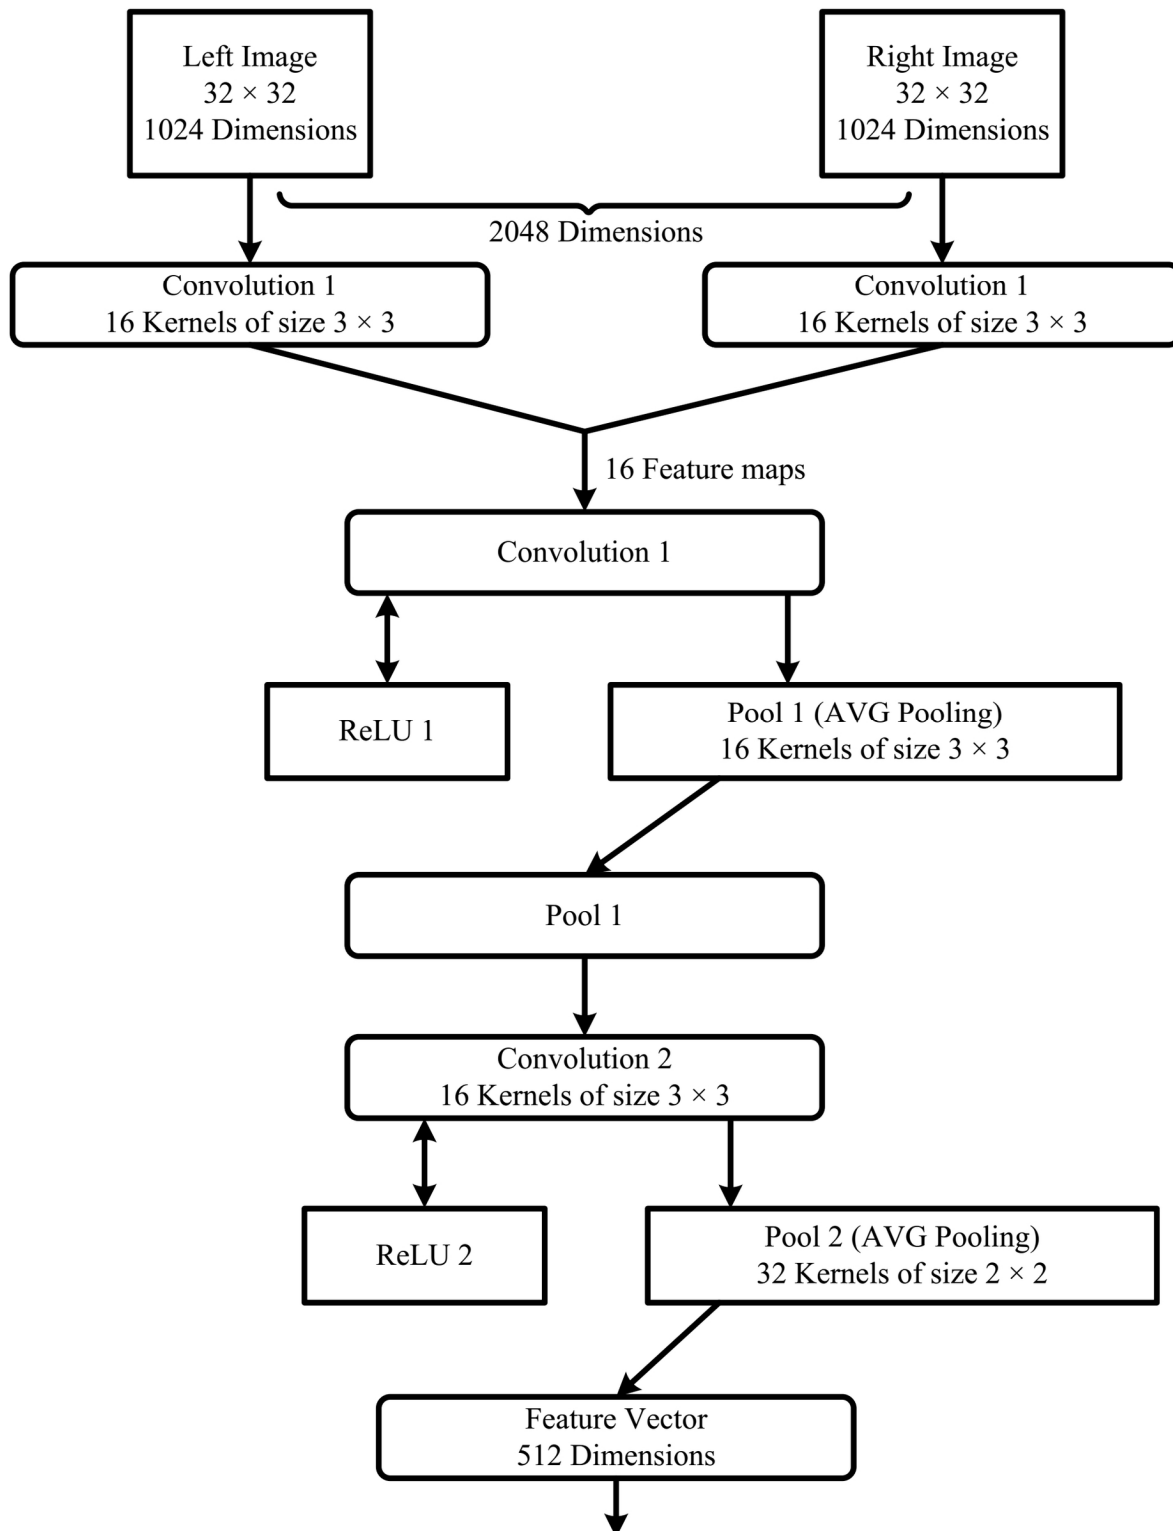 Left Image
32 × 32
1024 Dimensions
Right Image
32 × 32
1024 Dimensions
2048 Dimensions
Convolution 1
16 Kernels of size 3 × 3
Convolution 1
16 Kernels of size 3 × 3
16 Feature maps
Convolution 1
ReLU 1
Pool 1 (AVG Pooling)
16 Kernels of size 3 × 3
Pool 1
Convolution 2
16 Kernels of size 3 × 3
ReLU 2
Pool 2 (AVG Pooling)
32 Kernels of size 2 × 2
Feature Vector
512 Dimensions